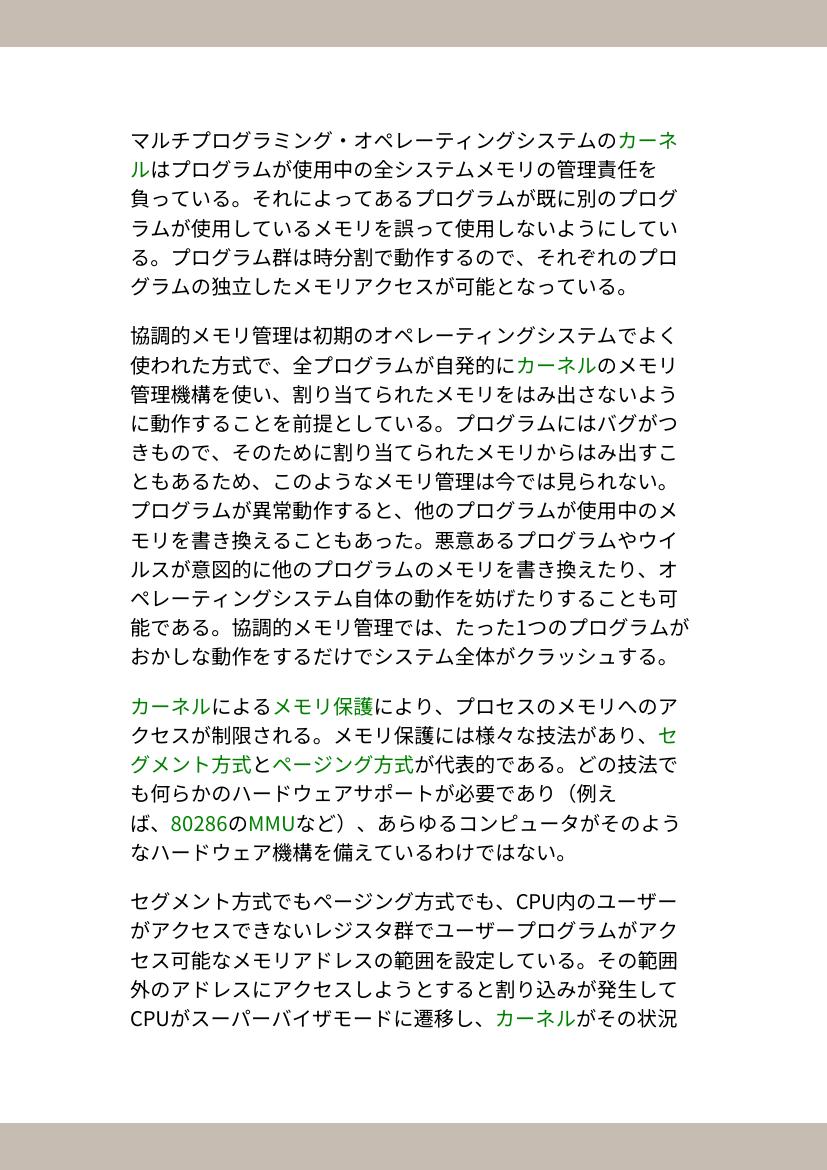 マルチプログラミング・オペレーティングシステムのカーネ
ルはプログラムが使用中の全システムメモリの管理責任を
負っている。それによってあるプログラムが既に別のプログ
ラムが使用しているメモリを誤って使用しないようにしてい
る。プログラム群は時分割で動作するので、それぞれのプロ
グラムの独立したメモリアクセスが可能となっている。
協調的メモリ管理は初期のオペレーティングシステムでよく
使われた方式で、全プログラムが自発的にカーネルのメモリ
管理機構を使い、割り当てられたメモリをはみ出さないよう
に動作することを前提としている。プログラムにはバグがつ
きもので、そのために割り当てられたメモリからはみ出すこ
ともあるため、このようなメモリ管理は今では見られない。
プログラムが異常動作すると、他のプログラムが使用中のメ
モリを書き換えることもあった。悪意あるプログラムやウイ
ルスが意図的に他のプログラムのメモリを書き換えたり、オ
ペレーティングシステム自体の動作を妨げたりすることも可
能である。協調的メモリ管理では、たった1つのプログラムが
おかしな動作をするだけでシステム全体がクラッシュする。
カーネルによるメモリ保護により、プロセスのメモリへのア
クセスが制限される。メモリ保護には様々な技法があり、セ
グメント方式とページング方式が代表的である。どの技法で
も何らかのハードウェアサポートが必要であり（例え
ば、80286のMMUなど）、あらゆるコンピュータがそのよう
なハードウェア機構を備えているわけではない。
セグメント方式でもページング方式でも、CPU内のユーザー
がアクセスできないレジスタ群でユーザープログラムがアク
セス可能なメモリアドレスの範囲を設定している。その範囲
外のアドレスにアクセスしようとすると割り込みが発生して
CPUがスーパーバイザモードに遷移し、カーネルがその状況